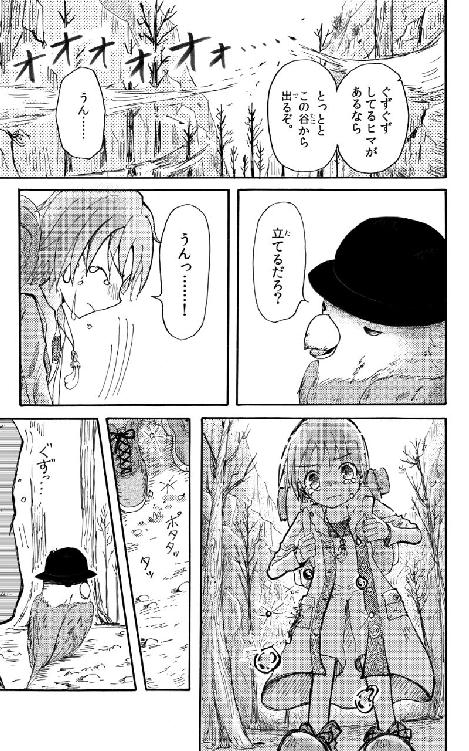 ぐずぐず
してるヒマが
あるなら
とっとと
この谷から
出るぞ。
うん……
オオオオオ
立てるだろ?
うんっ……!
ポタタ
タッ
ぐずっ…